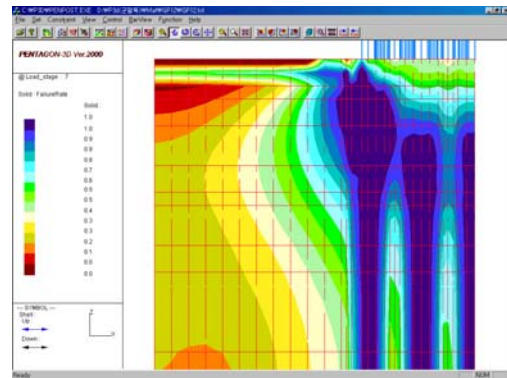 File Set Constraint View Control BarView Function Help
PENTAGON-3D Ver.2000
@ Load_stage : 7
Solid : FailureRate
Solid :
1.0
1.0
0.9
0.9
0.8
0.7
0.6
0.5
0.5
0.4
0.3
0.2
0.1
0.0
0.0
--- SYMBOL ---
Shell :
Up :
Down :
Z
X
Ready
NUM